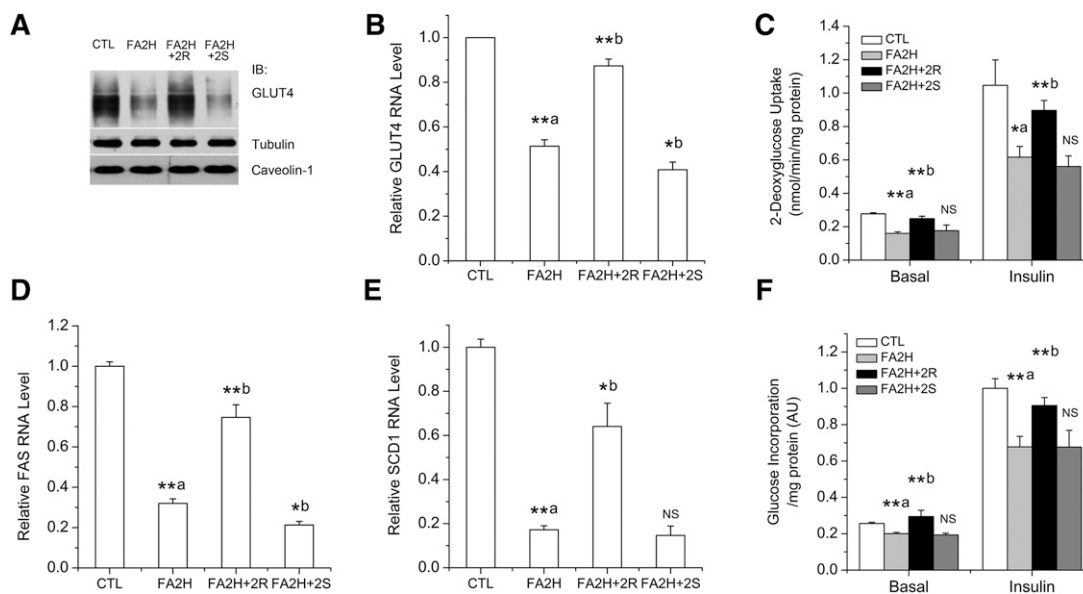 A
CTL FA2H FA2H FA2H
+2R +2S
IB:
GLUT4
Tubulin
Caveolin-1
B
Relative GLUT4 RNA Level
1.0
0.8
0.6
0.4
0.2
0.0
**a
**b
*b
CTL FA2H FA2H+2R FA2H+2S
C
2-Deoxyglucose Uptake
(nmol/min/mg protein)
1.4
1.2
1.0
0.8
0.6
0.4
0.2
0.0
CTL
FA2H
FA2H+2R
FA2H+2S
**a
**b
NS
*a
**b
NS
Basal Insulin
D
Relative FAS RNA Level
1.2
1.0
0.8
0.6
0.4
0.2
0.0
**a
**b
*b
CTL FA2H FA2H+2R FA2H+2S
E
Relative SCD1 RNA Level
1.0
0.8
0.6
0.4
0.2
0.0
**a
*b
NS
CTL FA2H FA2H+2R FA2H+2S
F
Glucose Incorporation
/mg protein (AU)
1.2
1.0
0.8
0.6
0.4
0.2
0.0
CTL
FA2H
FA2H+2R
FA2H+2S
**a
**b
NS
**a
**b
NS
Basal Insulin